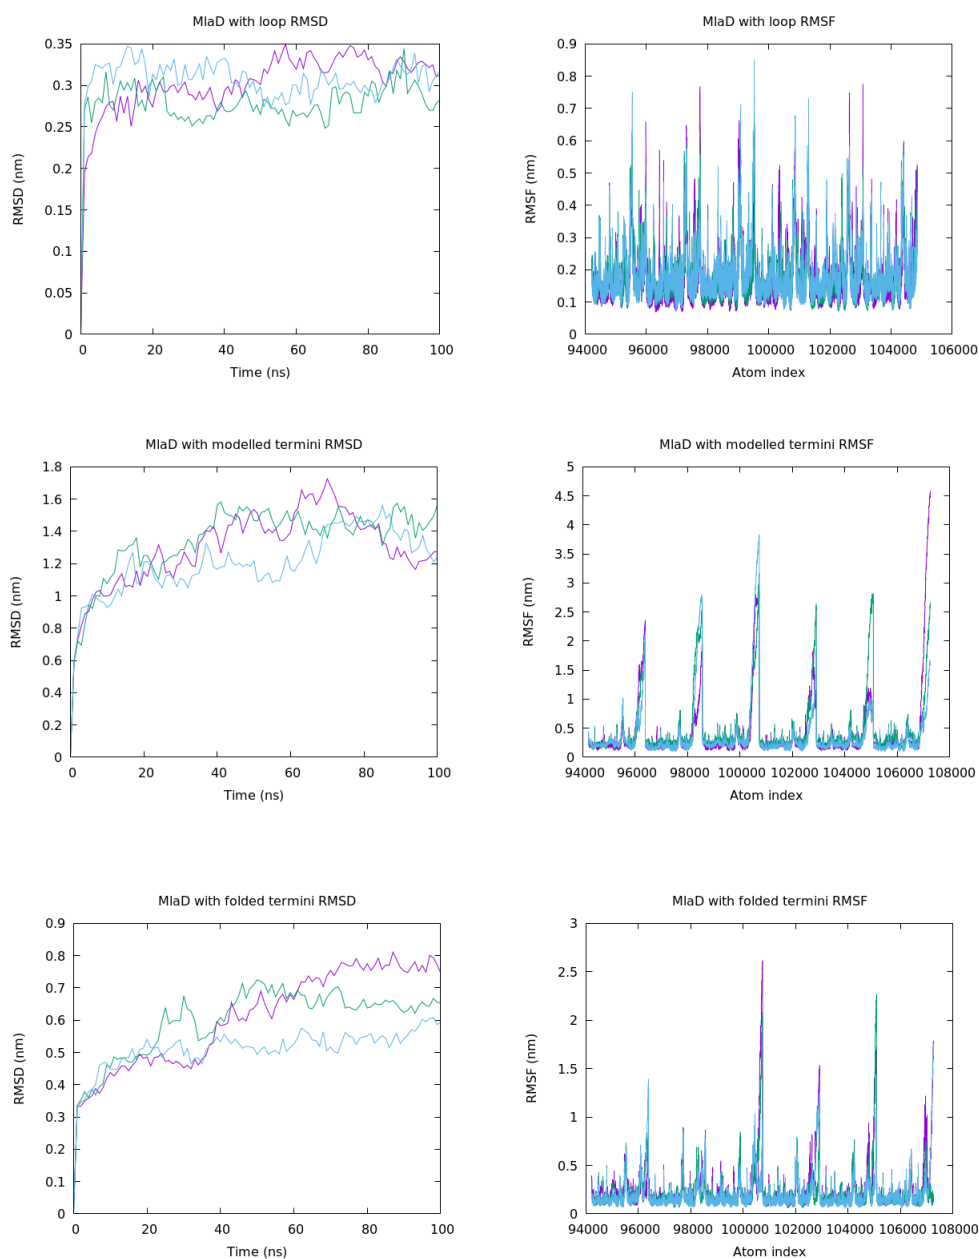 MlaD with loop RMSD
0.35
0.3
0.25
0.2
0.15
0.1
0.05
0
RMSD (nm)
0 20 40 60 80 100
Time (ns)
MlaD with loop RMSF
0.9
0.8
0.7
0.6
0.5
0.4
0.3
0.2
0.1
0
RMSF (nm)
94000 96000 98000 100000 102000 104000 106000
Atom index
MlaD with modelled termini RMSD
1.8
1.6
1.4
1.2
1
0.8
0.6
0.4
0.2
0
RMSD (nm)
0 20 40 60 80 100
Time (ns)
MlaD with modelled termini RMSF
5
4.5
4
3.5
3
2.5
2
1.5
1
0.5
0
RMSF (nm)
94000 96000 98000 100000 102000 104000 106000 108000
Atom index
MlaD with folded termini RMSD
0.9
0.8
0.7
0.6
0.5
0.4
0.3
0.2
0.1
0
RMSD (nm)
0 20 40 60 80 100
Time (ns)
MlaD with folded termini RMSF
3
2.5
2
1.5
1
0.5
0
RMSF (nm)
94000 96000 98000 100000 102000 104000 106000 108000
Atom index